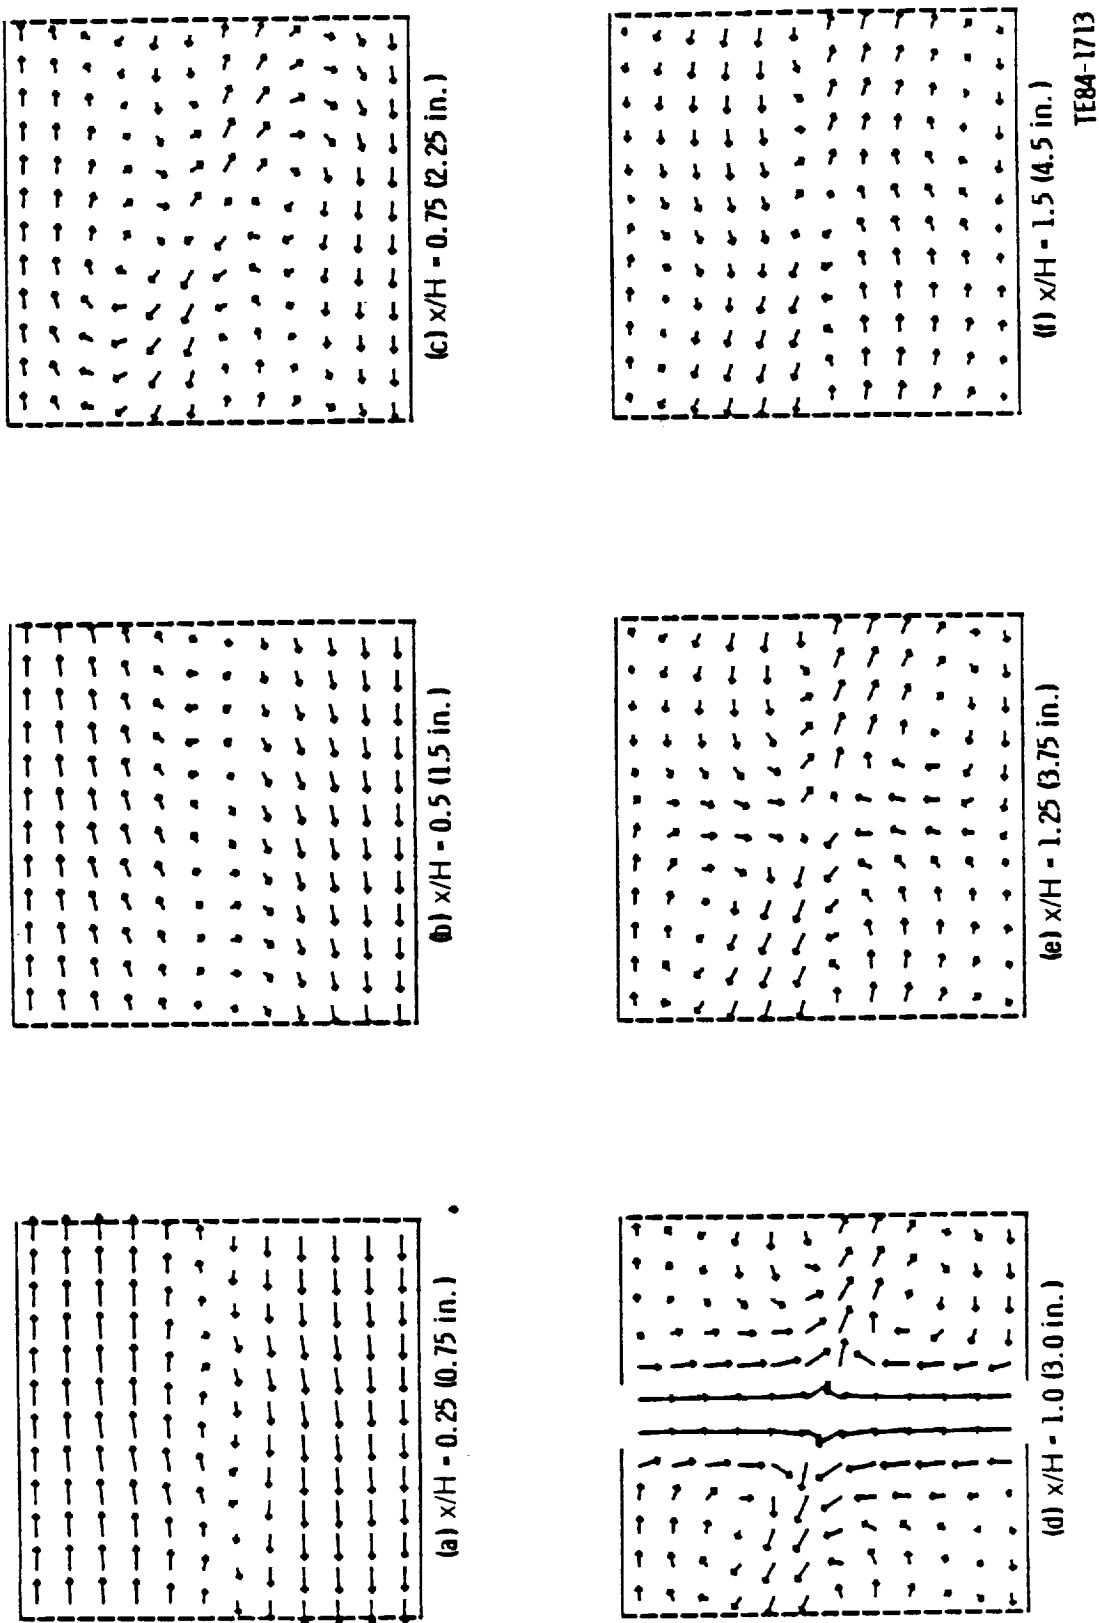 (a) x/H = 0.25 (0.75 in.)
(b) x/H = 0.5 (1.5 in.)
(c) x/H = 0.75 (2.25 in.)
(d) x/H = 1.0 (3.0 in.)
(e) x/H = 1.25 (3.75 in.)
(f) x/H = 1.5 (4.5 in.)
TE84-1713